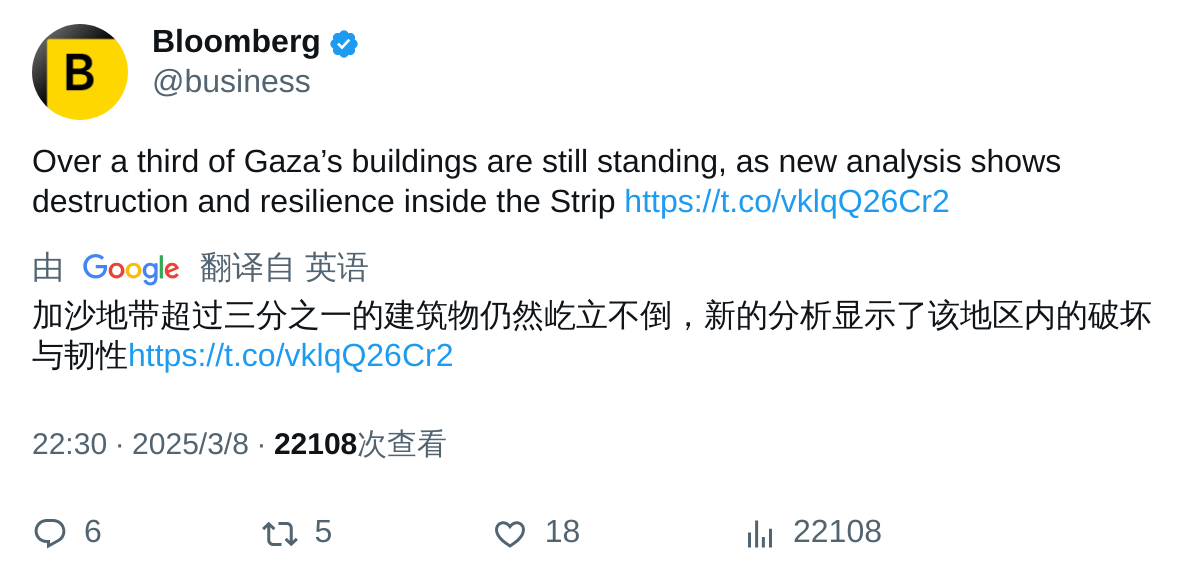 B
Bloomberg
@business
Over a third of Gaza’s buildings are still standing, as new analysis shows
destruction and resilience inside the Strip https://t.co/vklqQ26Cr2
由 Google 翻译自 英语
加沙地带超过三分之一的建筑物仍然屹立不倒，新的分析显示了该地区内的破坏
与韧性https://t.co/vklqQ26Cr2
22:30 · 2025/3/8 · 22108次查看
6 5 18 22108